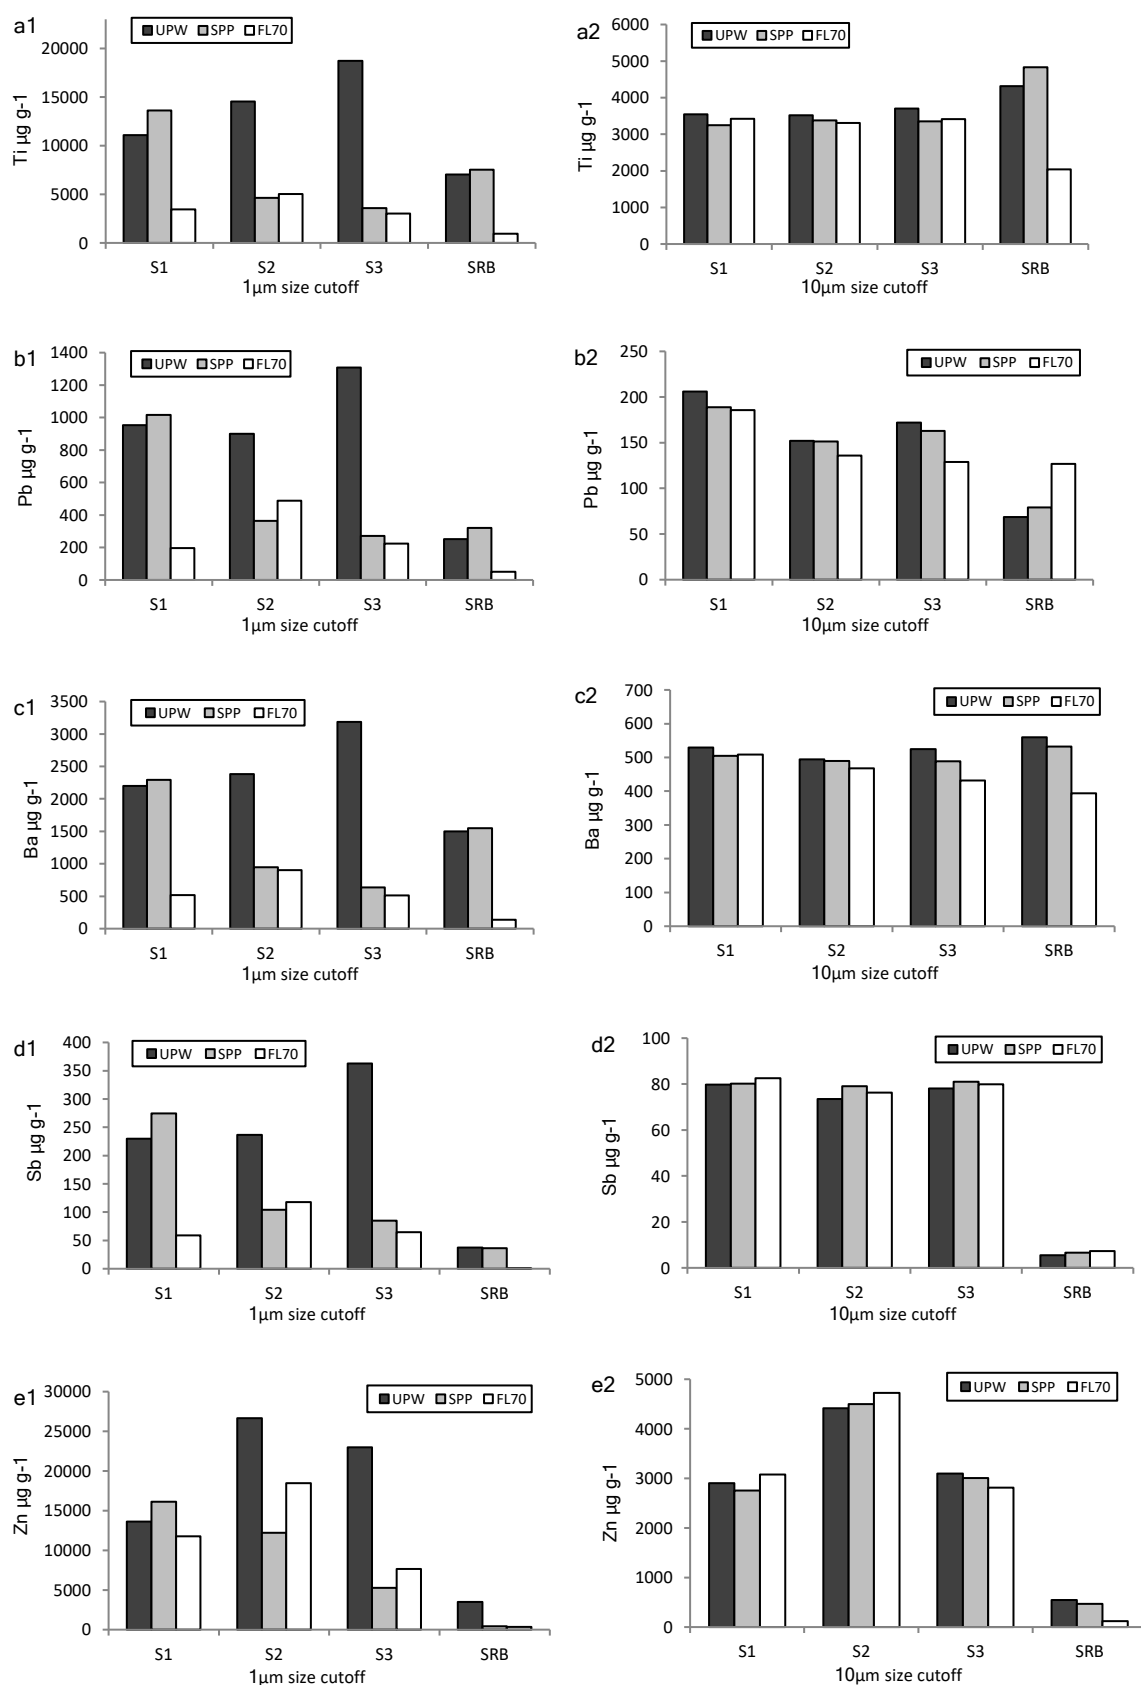 a1
UPW SPP FL70
20000
15000
10000
5000
0
Ti µg g-1
S1 S2 S3 SRB
1µm size cutoff
a2
UPW SPP FL70
6000
5000
4000
3000
2000
1000
0
Ti µg g-1
S1 S2 S3 SRB
10µm size cutoff
b1
UPW SPP FL70
1400
1200
1000
800
600
400
200
0
Pb µg g-1
S1 S2 S3 SRB
1µm size cutoff
b2
UPW SPP FL70
250
200
150
100
50
0
Pb µg g-1
S1 S2 S3 SRB
10µm size cutoff
c1
UPW SPP FL70
3500
3000
2500
2000
1500
1000
500
0
Ba µg g-1
S1 S2 S3 SRB
1µm size cutoff
c2
UPW SPP FL70
700
600
500
400
300
200
100
0
Ba µg g-1
S1 S2 S3 SRB
10µm size cutoff
d1
UPW SPP FL70
400
350
300
250
200
150
100
50
0
Sb µg g-1
S1 S2 S3 SRB
1µm size cutoff
d2
UPW SPP FL70
100
80
60
40
20
0
Sb µg g-1
S1 S2 S3 SRB
10µm size cutoff
e1
UPW SPP FL70
30000
25000
20000
15000
10000
5000
0
Zn µg g-1
S1 S2 S3 SRB
1µm size cutoff
e2
UPW SPP FL70
5000
4000
3000
2000
1000
0
Zn µg g-1
S1 S2 S3 SRB
10µm size cutoff